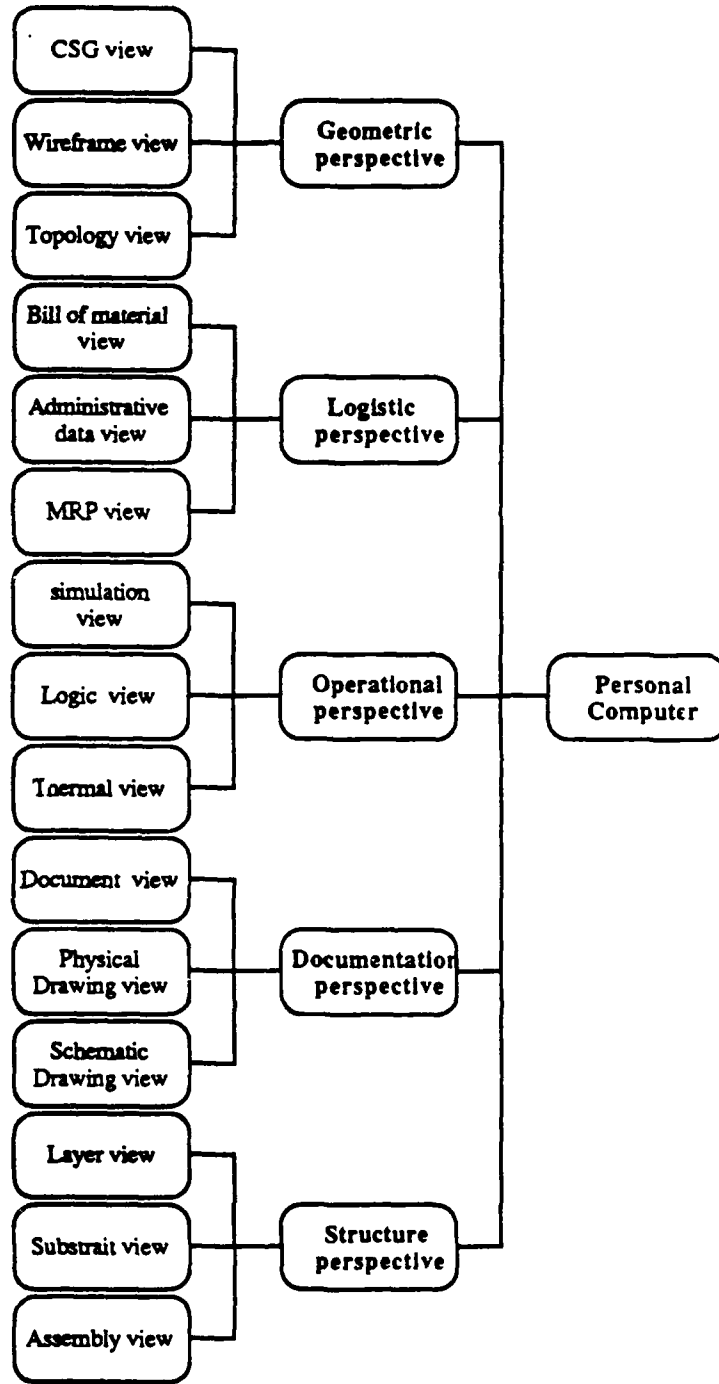 CSG view
Wireframe view
Topology view
Geometric
perspective
Bill of material
view
Administrative
data view
MRP view
Logistic
perspective
simulation
view
Logic view
Thermal view
Operational
perspective
Personal
Computer
Document view
Physical
Drawing view
Schematic
Drawing view
Documentation
perspective
Layer view
Substrait view
Assembly view
Structure
perspective